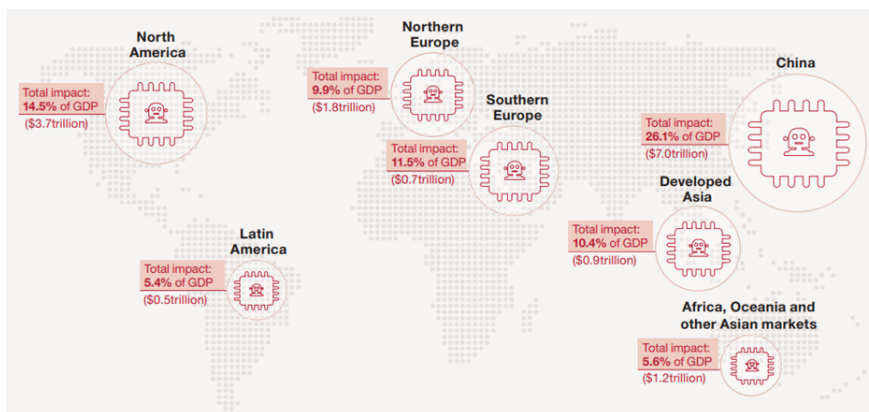 North
America
Total impact:
14.5% of GDP
($3.7trillion)
Northern
Europe
Total impact:
9.9% of GDP
($1.8trillion)
Southern
Europe
Total impact:
11.5% of GDP
($0.7trillion)
China
Total impact:
26.1% of GDP
($7.0trillion)
Developed
Asia
Total impact:
10.4% of GDP
($0.9trillion)
Latin
America
Total impact:
5.4% of GDP
($0.5trillion)
Africa, Oceania and
other Asian markets
Total impact:
5.6% of GDP
($1.2trillion)